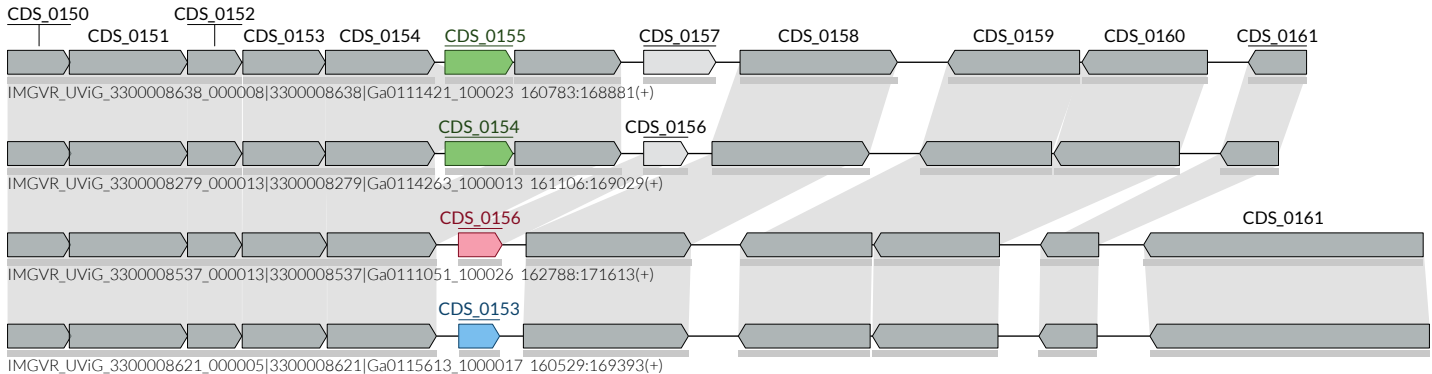 CDS_0150 CDS_0152
CDS_0151 CDS_0153 CDS_0154 CDS_0155 CDS_0157 CDS_0158 CDS_0159 CDS_0160 CDS_0161
IMGVR_UViG_3300008638_000008|3300008638|Ga0111421_100023 160783:168881(+)
CDS_0154 CDS_0156
IMGVR_UViG_3300008279_000013|3300008279|Ga0114263_1000013 161106:169029(+)
CDS_0156 CDS_0161
IMGVR_UViG_3300008537_000013|3300008537|Ga0111051_100026 162788:171613(+)
CDS_0153
IMGVR_UViG_3300008621_000005|3300008621|Ga0115613_1000017 160529:169393(+)